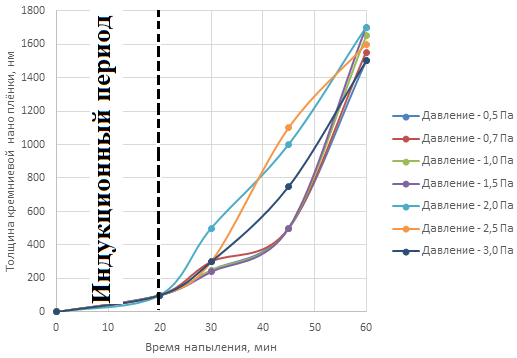 1800
1600
1400
1200
1000
800
600
400
200
0
Толщина кремниевой нано плёнки, нм
Индукционный период
0
10
20
30
40
50
60
Время напыления, мин
Давление - 0,5 Па
Давление - 0,7 Па
Давление - 1,0 Па
Давление - 1,5 Па
Давление - 2,0 Па
Давление - 2,5 Па
Давление - 3,0 Па